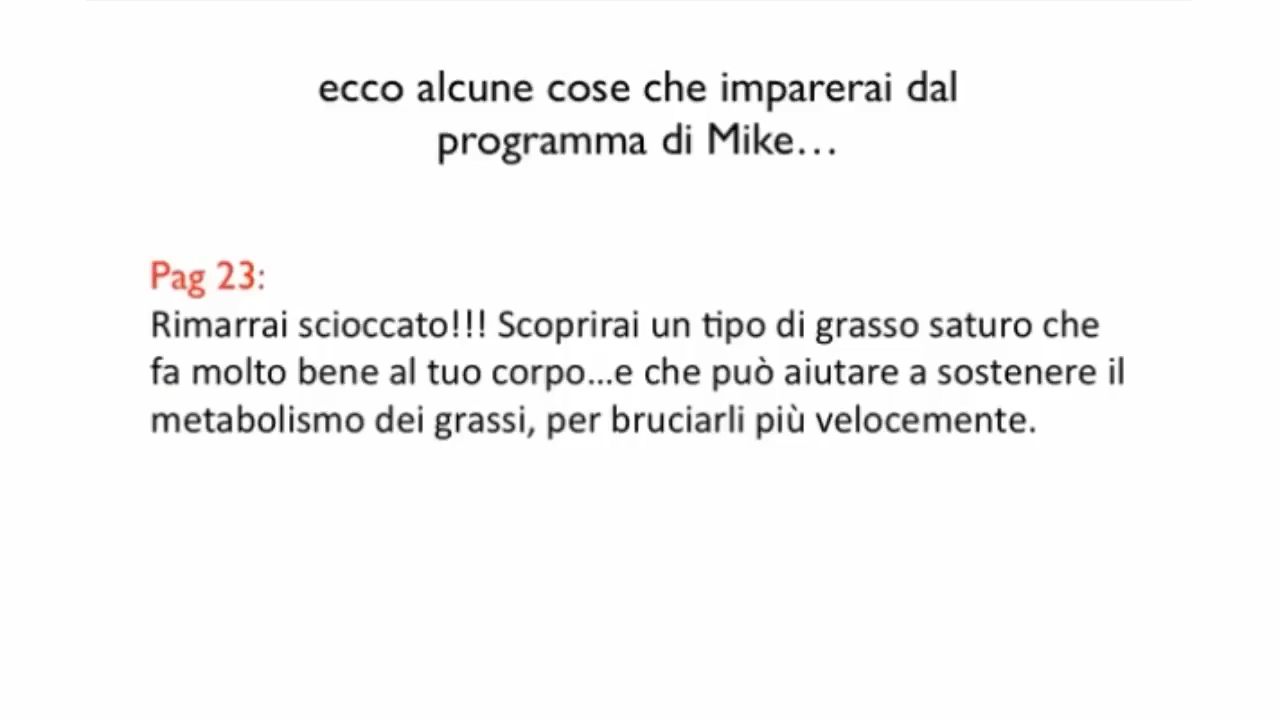 ecco alcune cose che imparerai dal
programma di Mike...
Pag 23:
Rimarrai scioccato!!! Scoprirai un tipo di grasso saturo che
fa molto bene al tuo corpo...e che può aiutare a sostenere il
metabolismo dei grassi, per bruciarli più velocemente.